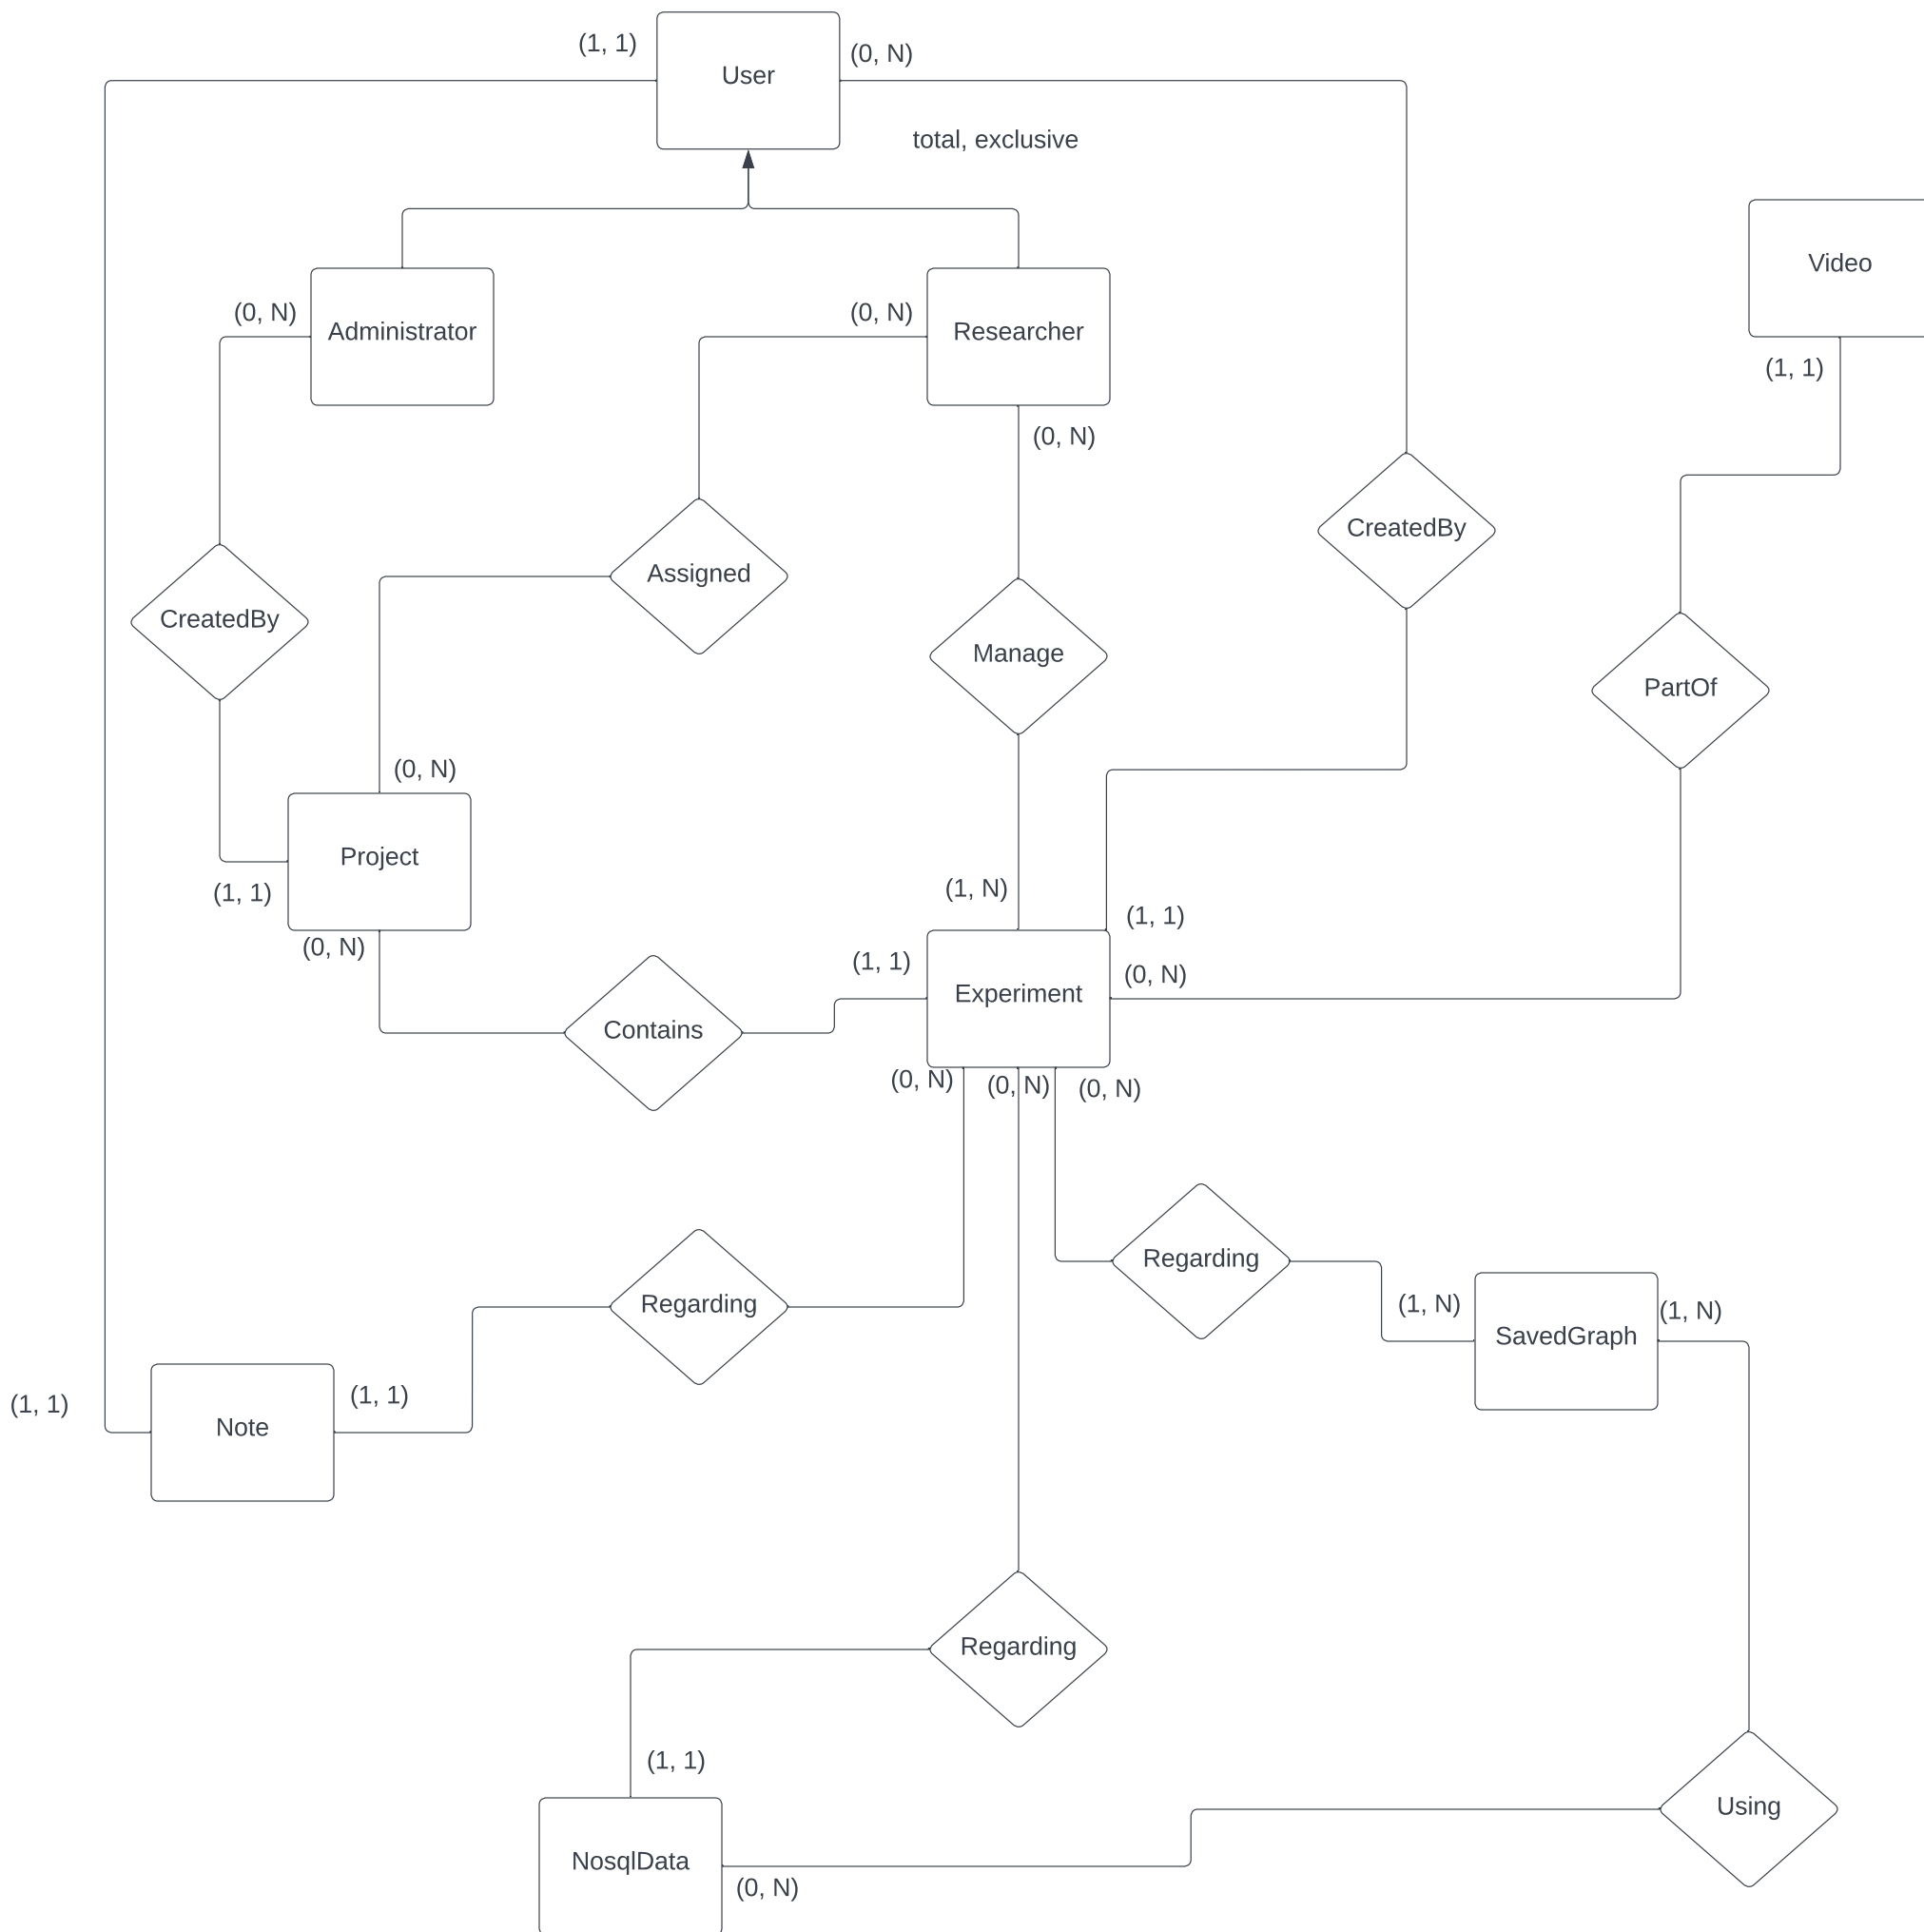 (1, 1)
User
(0, N)
total, exclusive
Video
(0, N)
Administrator
(0, N)
Researcher
(1, 1)
(0, N)
CreatedBy
Assigned
CreatedBy
Manage
PartOf
(0, N)
Project
(1, 1)
(1, N)
(1, 1)
(0, N)
(1, 1)
(0, N)
Experiment
Contains
(0, N)
(0, N)
(0, N)
Regarding
Regarding
(1, N)
(1, N)
SavedGraph
(1, 1)
(1, 1)
Note
Regarding
(1, 1)
Using
NosqlData
(0, N)